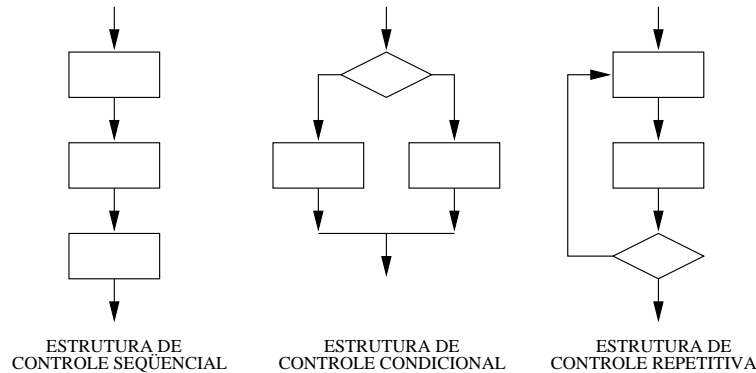 ESTRUTURA DE
CONTROLE SEQÜENCIAL
ESTRUTURA DE
CONTROLE CONDICIONAL
ESTRUTURA DE
CONTROLE REPETITIVA